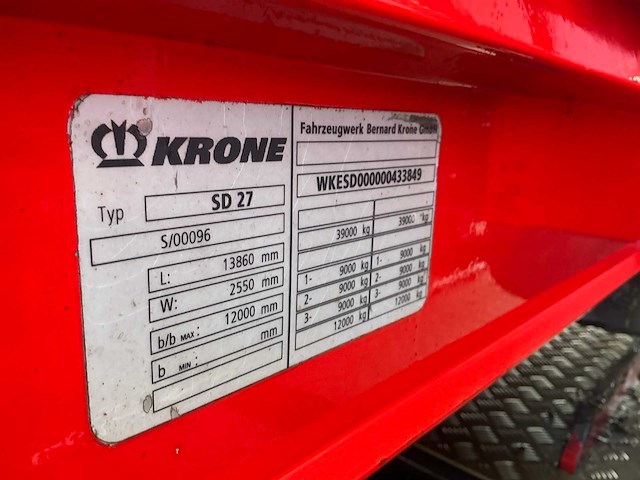 KRONE
Typ SD 27
S/00096
L: 13860 mm
W: 2550 mm
b/b MAX: 12000 mm
b MIN: mm
Fahrzeugwerk Bernard Krone GmbH
WKESD000000433849
39000 kg 39000 kg
1- 9000 kg 1- 9000 kg
2- 9000 kg 2- 9000 kg
3- 9000 kg 3- 9000 kg
12000 kg 12000 kg